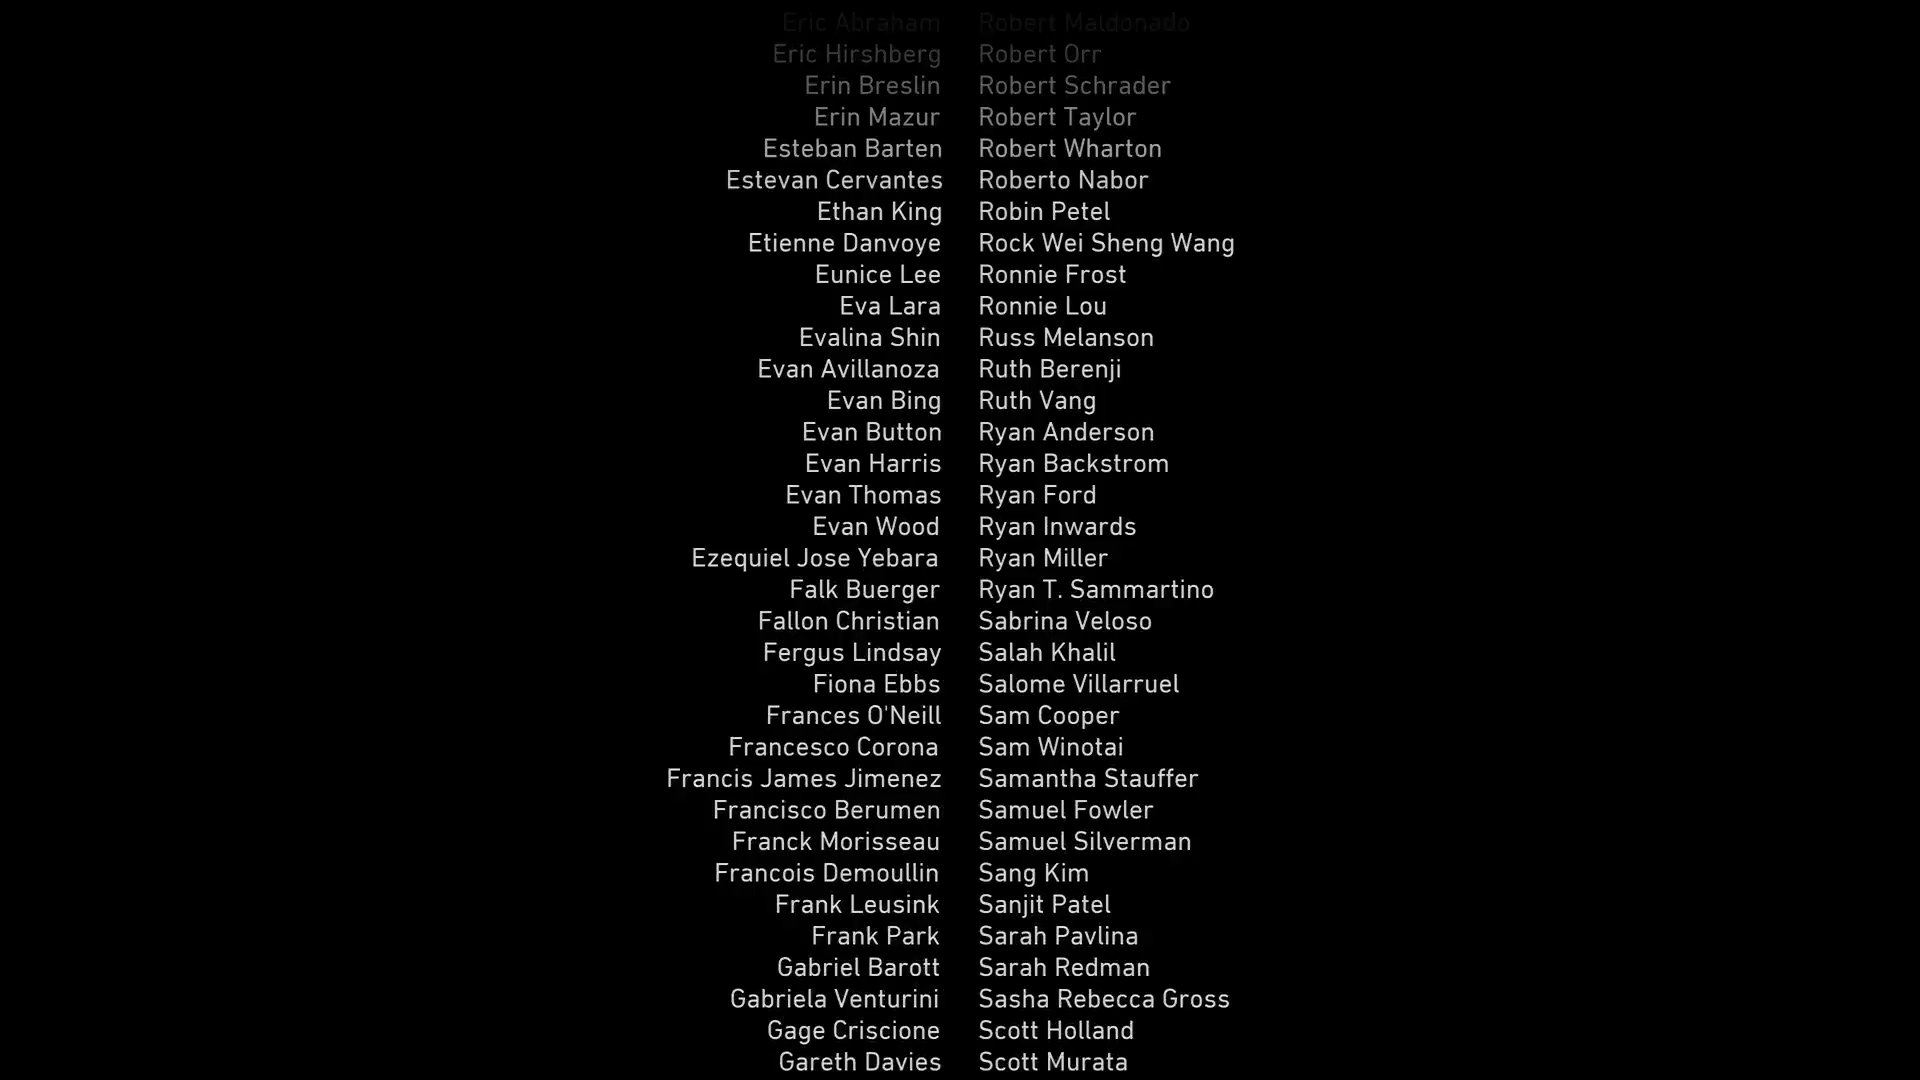 Eric Abraham Robert Maldonado
Eric Hirshberg Robert Orr
Erin Breslin Robert Schrader
Erin Mazur Robert Taylor
Esteban Barten Robert Wharton
Estevan Cervantes Roberto Nabor
Ethan King Robin Petel
Etienne Danvoye Rock Wei Sheng Wang
Eunice Lee Ronnie Frost
Eva Lara Ronnie Lou
Evalina Shin Russ Melanson
Evan Avillanoza Ruth Berenji
Evan Bing Ruth Vang
Evan Button Ryan Anderson
Evan Harris Ryan Backstrom
Evan Thomas Ryan Ford
Evan Wood Ryan Inwards
Ezequiel Jose Yebara Ryan Miller
Falk Buerger Ryan T. Sammartino
Fallon Christian Sabrina Veloso
Fergus Lindsay Salah Khalil
Fiona Ebbs Salome Villarruel
Frances O'Neill Sam Cooper
Francesco Corona Sam Winotai
Francis James Jimenez Samantha Stauffer
Francisco Berumen Samuel Fowler
Franck Morisseau Samuel Silverman
Francois Demoullin Sang Kim
Frank Leusink Sanjit Patel
Frank Park Sarah Pavlina
Gabriel Barott Sarah Redman
Gabriela Venturini Sasha Rebecca Gross
Gage Criscione Scott Holland
Gareth Davies Scott Murata